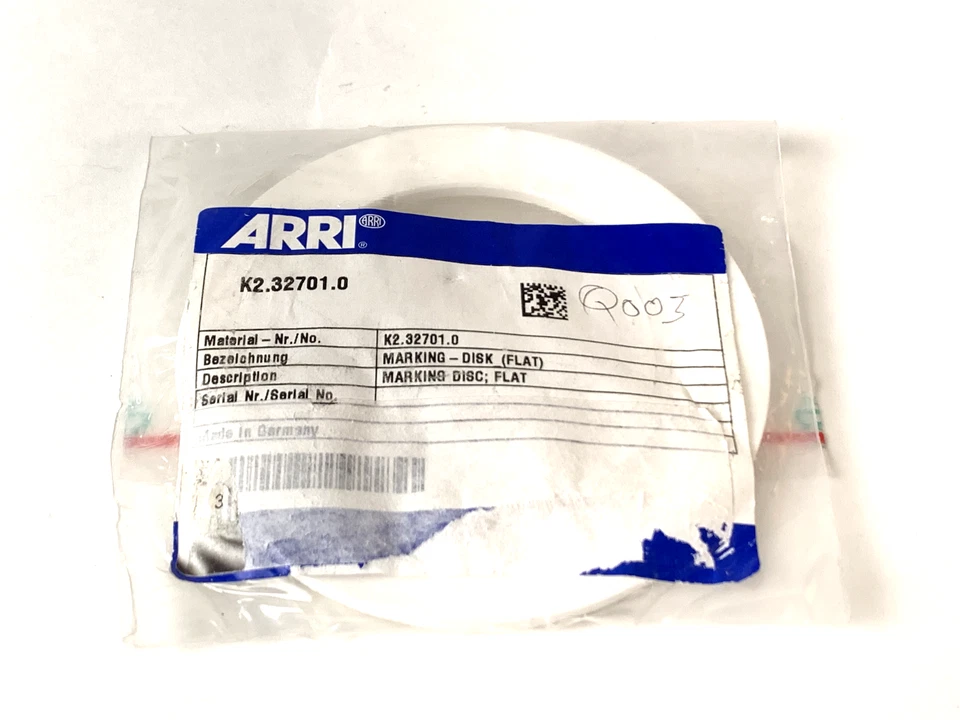 ARRI ARRI ®
K2.32701.0
Q003
Material - Nr./No. K2.32701.0
Bezeichnung MARKING - DISK (FLAT)
Description MARKING DISC; FLAT
Serial Nr./Serial No.
Made in Germany
3